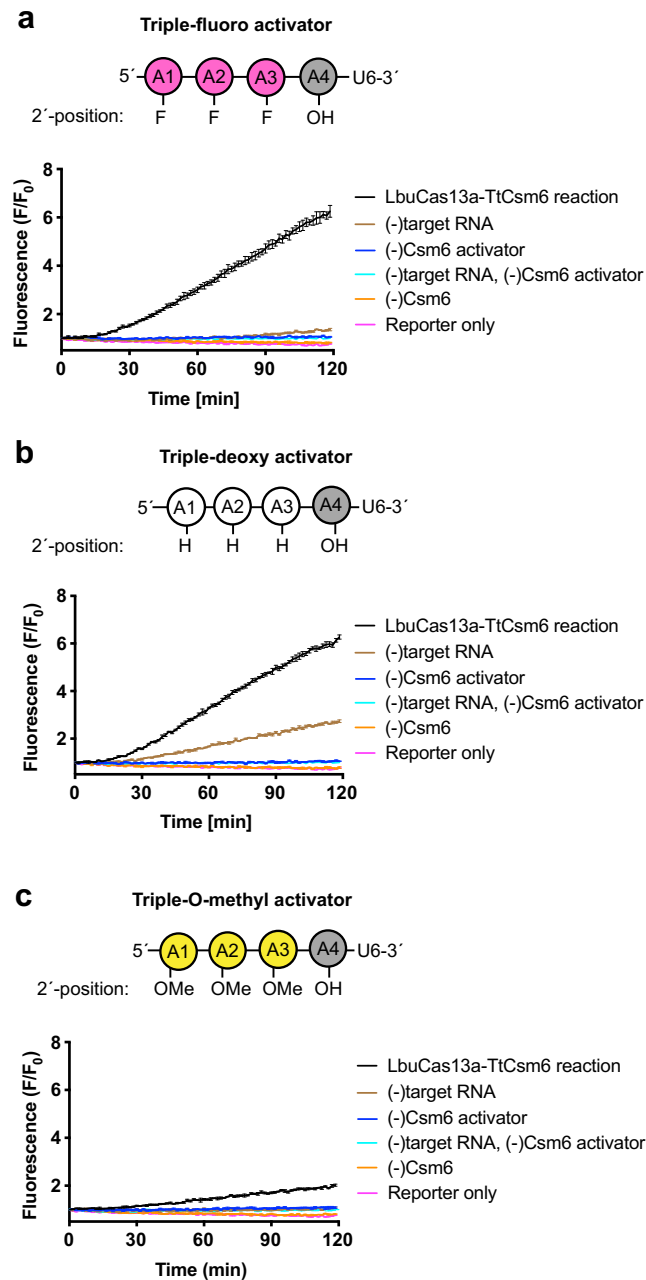 a
Triple-fluoro activator
5´ A1 A2 A3 A4 U6-3´
2´-position: F F F OH
Fluorescence (F/F0)
8
6
4
2
0 30 60 90 120
Time [min]
LbuCas13a-TtCsm6 reaction
(-)target RNA
(-)Csm6 activator
(-)target RNA, (-)Csm6 activator
(-)Csm6
Reporter only
b
Triple-deoxy activator
5´ A1 A2 A3 A4 U6-3´
2´-position: H H H OH
Fluorescence (F/F0)
8
6
4
2
0 30 60 90 120
Time [min]
LbuCas13a-TtCsm6 reaction
(-)target RNA
(-)Csm6 activator
(-)target RNA, (-)Csm6 activator
(-)Csm6
Reporter only
c
Triple-O-methyl activator
5´ A1 A2 A3 A4 U6-3´
2´-position: OMe OMe OMe OH
Fluorescence (F/F0)
8
6
4
2
0 30 60 90 120
Time (min)
LbuCas13a-TtCsm6 reaction
(-)target RNA
(-)Csm6 activator
(-)target RNA, (-)Csm6 activator
(-)Csm6
Reporter only